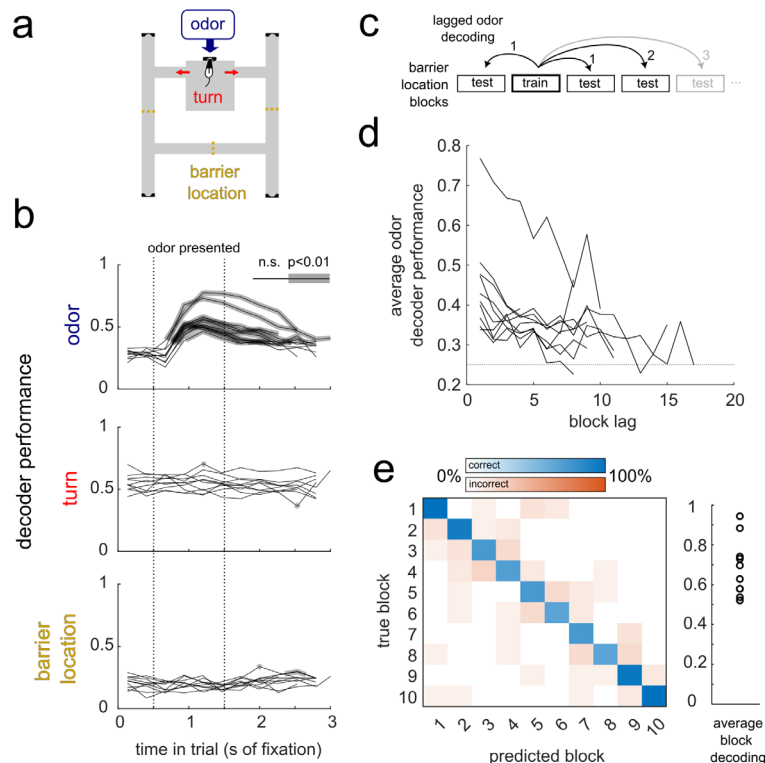 a
odor
turn
barrier
location
b
odor presented
n.s. p<0.01
decoder performance
odor
1
0.5
0
turn
1
0.5
0
barrier
location
1
0.5
0
0 1 2 3
time in trial (s of fixation)
c
lagged odor
decoding
barrier
location
blocks
1 1 2 3
test train test test test ...
d
average odor
decoder performance
0.8
0.7
0.6
0.5
0.4
0.3
0.2
0 5 10 15 20
block lag
e
0% correct 100%
incorrect
true block
1
2
3
4
5
6
7
8
9
10
1 2 3 4 5 6 7 8 9 10
predicted block
1
0.8
0.6
0.4
0.2
0
average
block
decoding